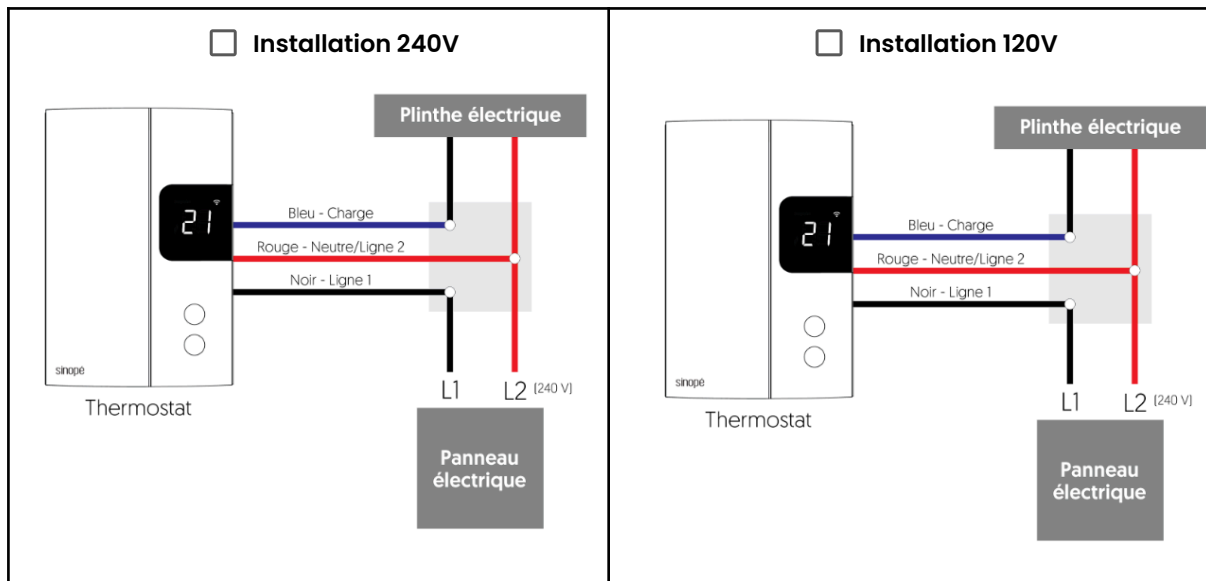 Installation 240V
Plinthe électrique
21
Bleu - Charge
Rouge - Neutre/Ligne 2
Noir - Ligne 1
sinopé
Thermostat
L1
L2 [240 V]
Panneau
électrique
Installation 120V
Plinthe électrique
21
Bleu - Charge
Rouge - Neutre/Ligne 2
Noir - Ligne 1
sinopé
Thermostat
L1
L2 [240 V]
Panneau
électrique